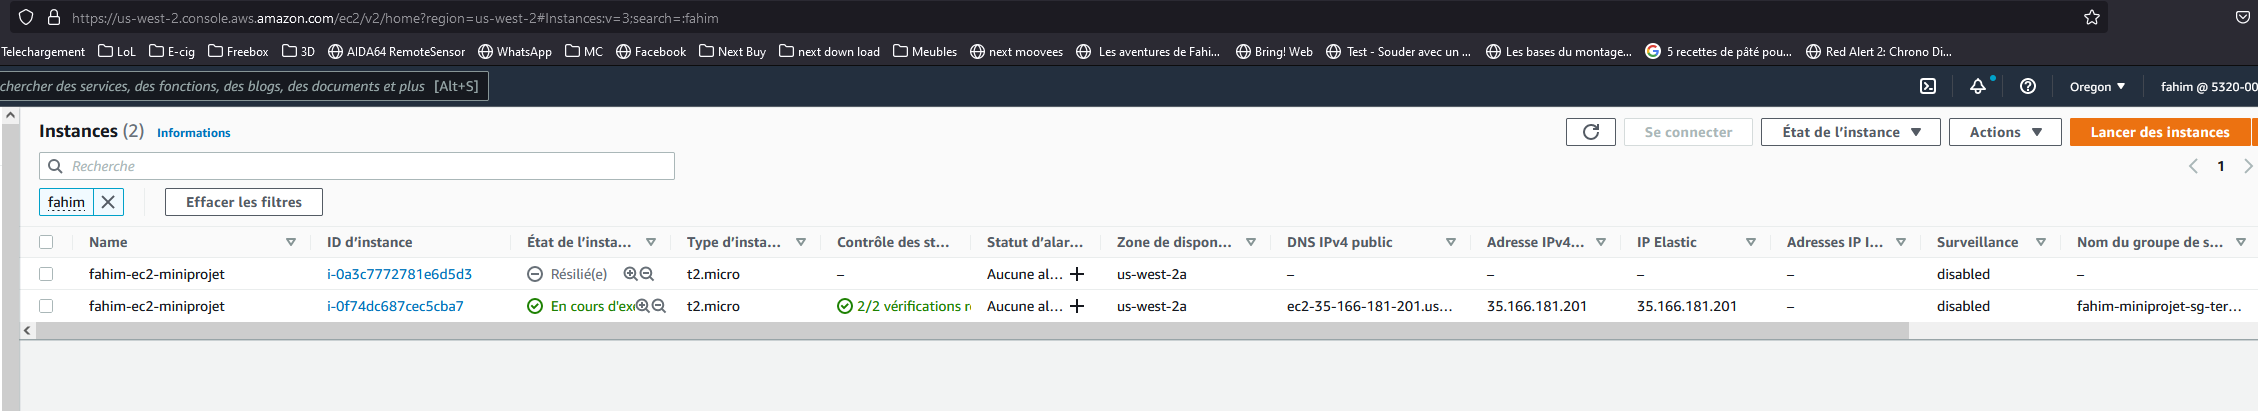 https://us-west-2.console.aws.amazon.com/ec2/v2/home?region=us-west-2#Instances:v=3;search=:fahim
Telechargement LoL E-cig Freebox 3D AIDA64 RemoteSensor WhatsApp MC Facebook Next Buy next down load Meubles next moovees Les aventures de Fahi... Bring! Web Test - Souder avec un ... Les bases du montage... 5 recettes de pâté pou... Red Alert 2: Chrono Di...
chercher des services, des fonctions, des blogs, des documents et plus [Alt+S] Oregon fahim @ 5320-00
Instances (2) Informations Se connecter État de l'instance Actions Lancer des instances
Recherche 1
fahim Effacer les filtres
Name ID d'instance État de l'insta... Type d'insta... Contrôle des st... Statut d'alar... Zone de dispon... DNS IPv4 public Adresse IPv4... IP Elastic Adresses IP I... Surveillance Nom du groupe de s...
fahim-ec2-miniprojet i-0a3c7772781e6d5d3 Résilié(e) t2.micro – Aucune al... us-west-2a – – – – disabled –
fahim-ec2-miniprojet i-0f74dc687cec5cba7 En cours d'exé t2.micro 2/2 vérifications r Aucune al... us-west-2a ec2-35-166-181-201.us... 35.166.181.201 35.166.181.201 – disabled fahim-miniprojet-sg-ter...